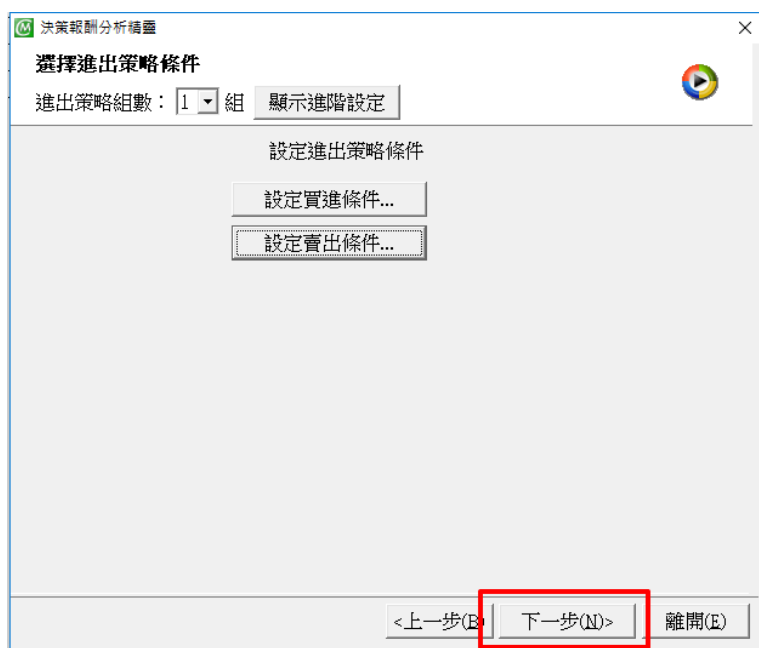 決策報酬分析精靈
選擇進出策略條件
進出策略組數： 1 組 顯示進階設定
設定進出策略條件
設定買進條件...
設定賣出條件...
<上一步(B) 下一步(N)> 離開(E)